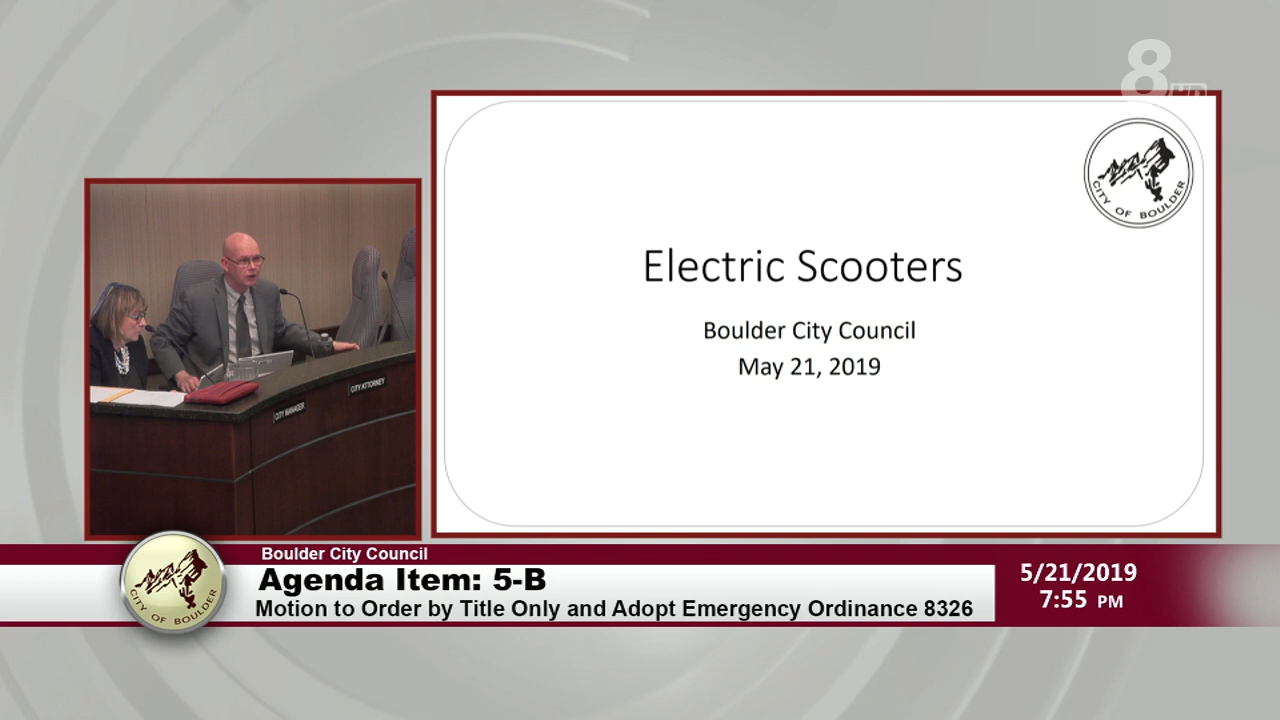 8HD
CITY OF BOULDER
Electric Scooters
Boulder City Council
May 21, 2019
CITY MANAGER
CITY ATTORNEY
Boulder City Council
Agenda Item: 5-B
Motion to Order by Title Only and Adopt Emergency Ordinance 8326
5/21/2019
7:55 PM
CITY OF BOULDER